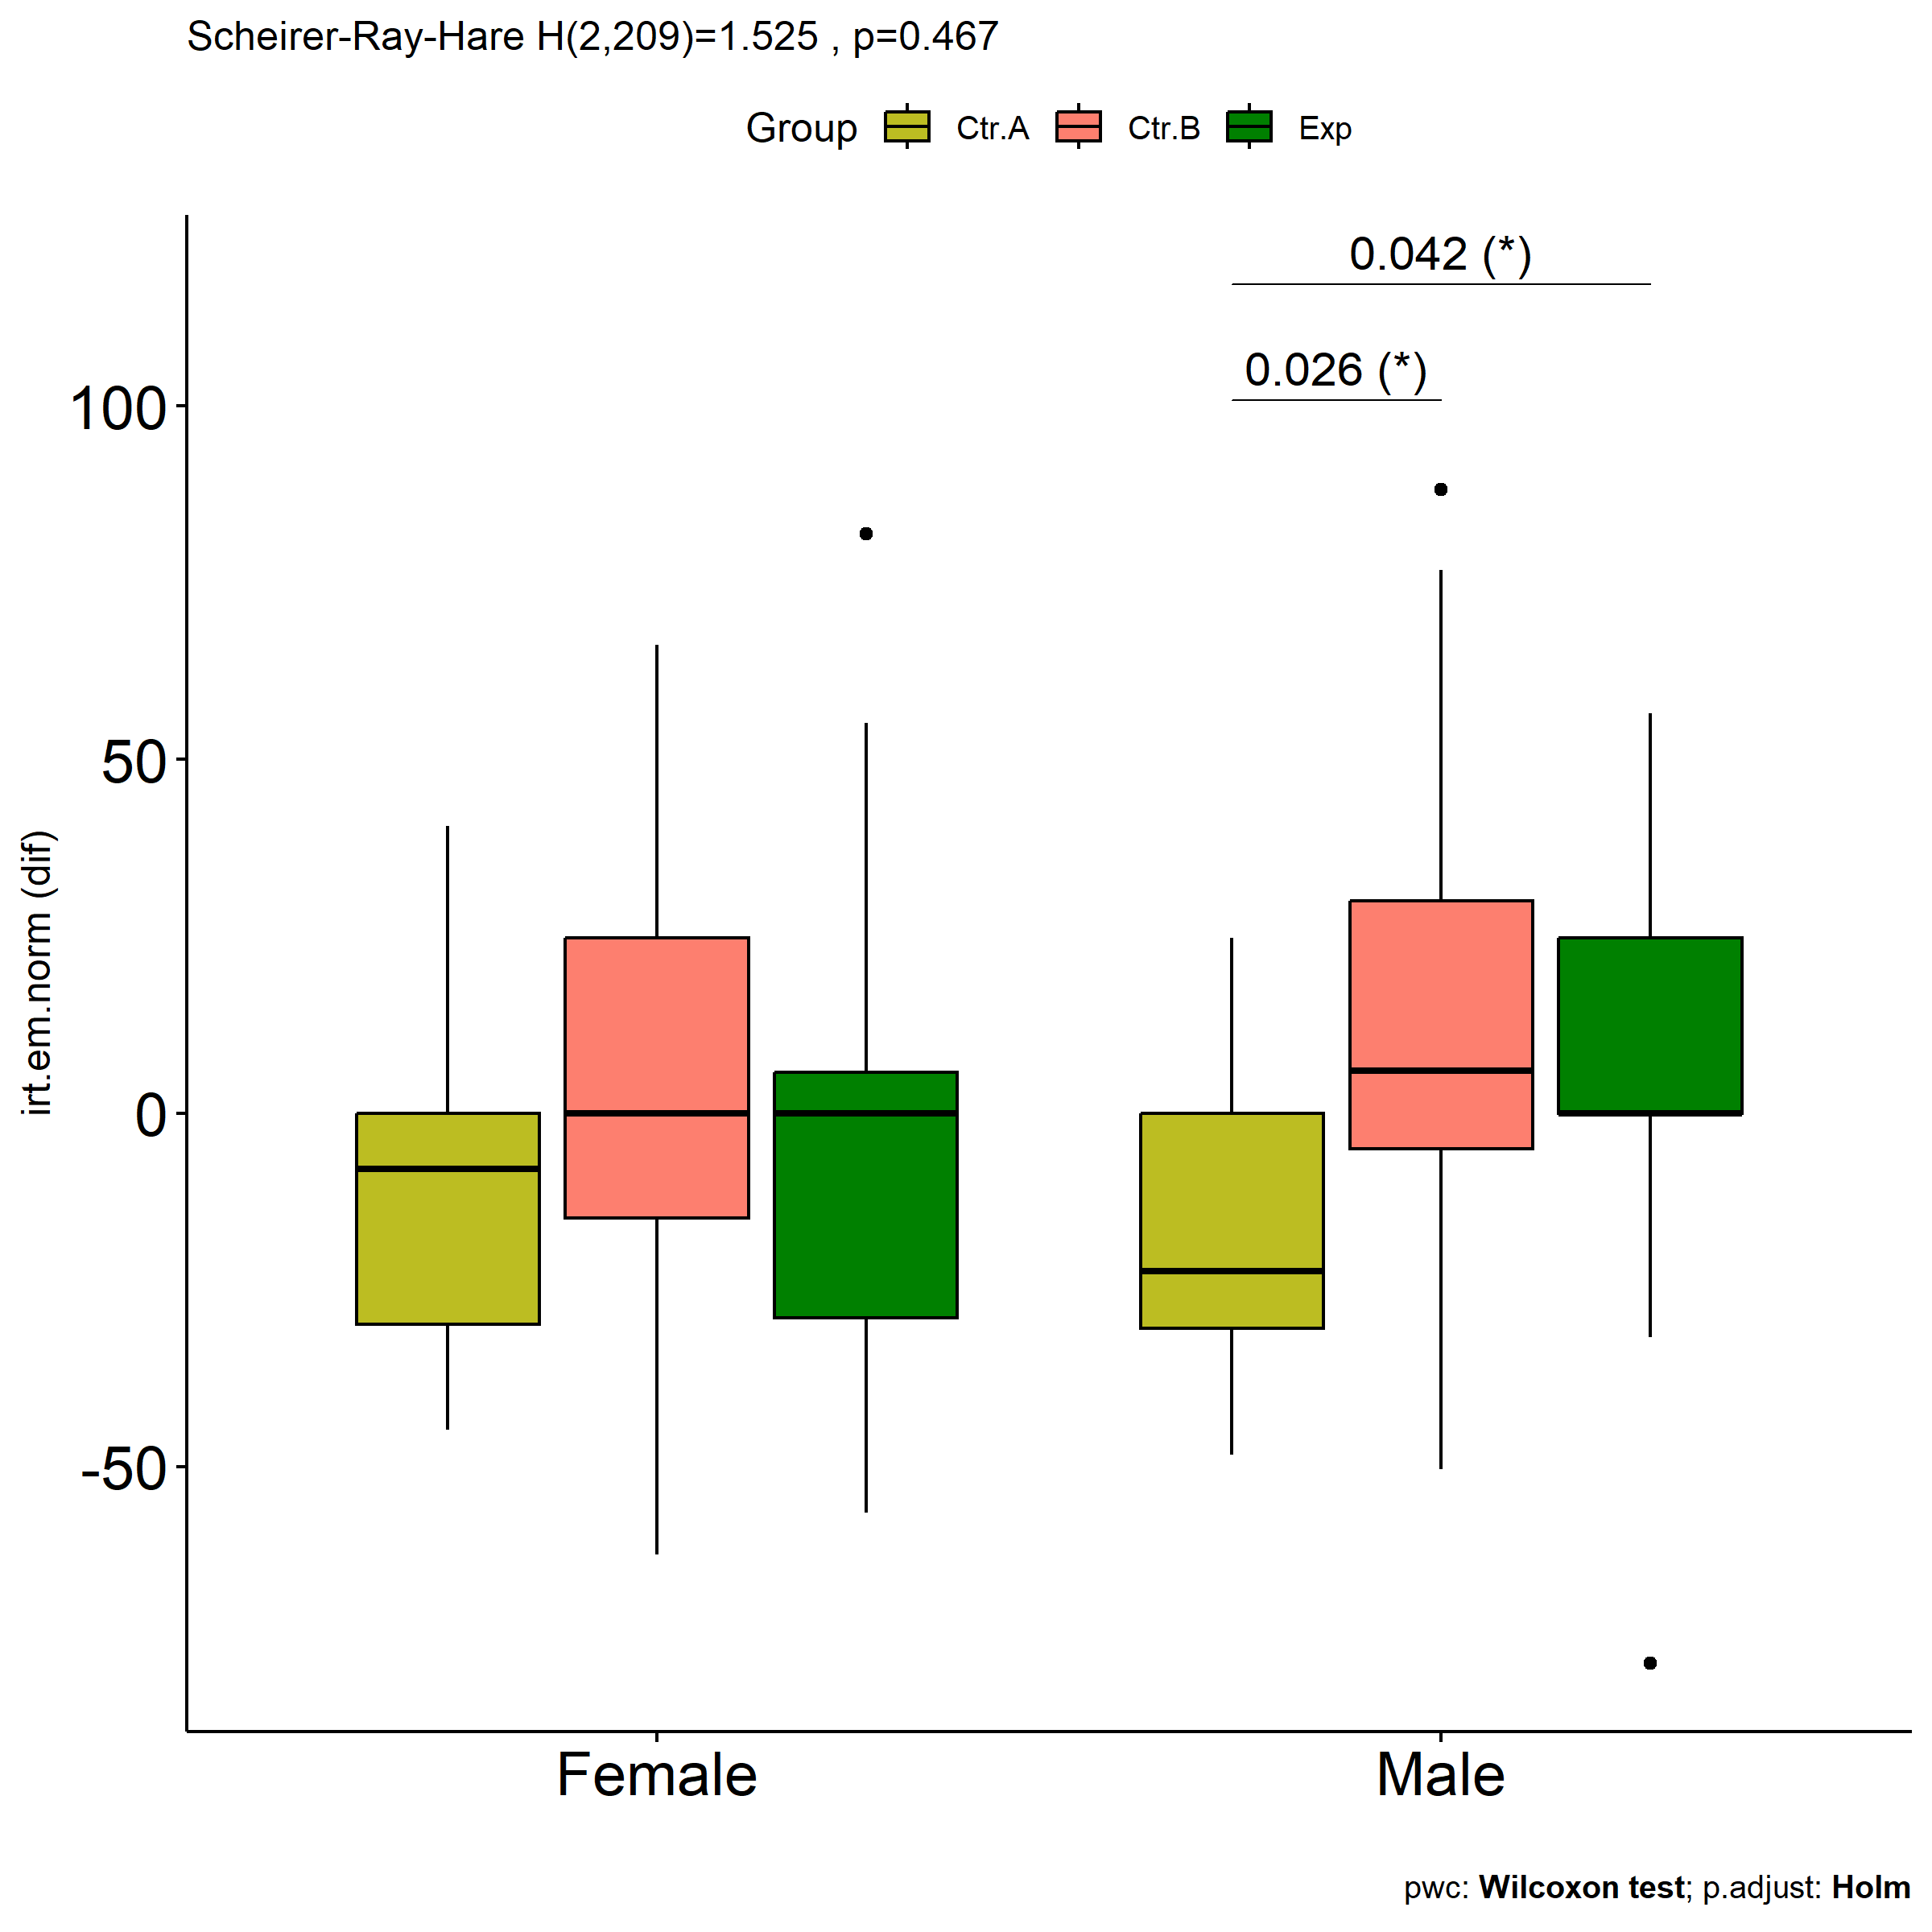 Scheirer-Ray-Hare H(2,209)=1.525 , p=0.467
Group Ctr.A Ctr.B Exp
0.042 (*)
0.026 (*)
100
50
0
-50
irt.em.norm (dif)
Female Male
pwc: Wilcoxon test; p.adjust: Holm